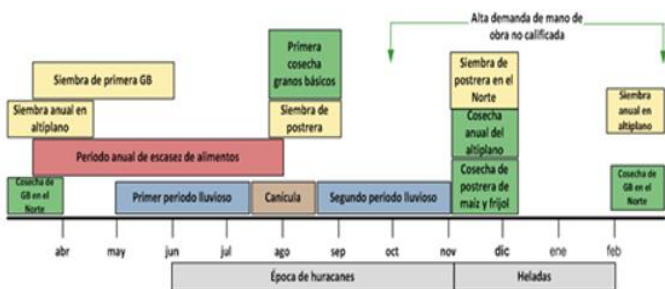 Alta demanda de mano de
obra no calificada
Primera
cosecha
granos básicos
Siembra de primera GB
Siembra de
postrera en el
Norte
Siembra anual en
altiplano
Siembra de
postrera
Siembra
anual en
altiplano
Cosecha
anual del
altiplano
Periodo anual de escasez de alimentos
Cosecha de
GB en el
Norte
Primer periodo lluvioso
Canícula
Segundo periodo lluvioso
Cosecha de
postrera de
maíz y frijol
Cosecha de
GB en el
Norte
abr may jun jul ago sep oct nov dic ene feb
Época de huracanes
Heladas